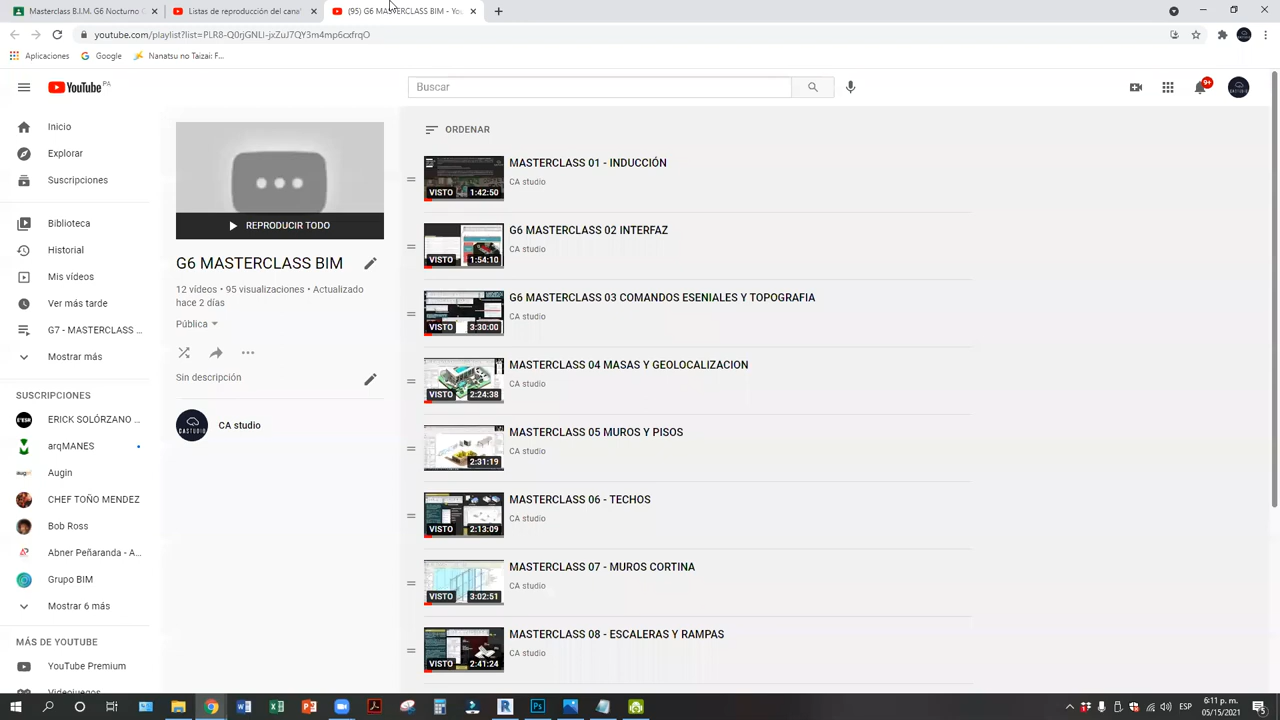 Masterclass B.I.M. G6 Nocturno
Listas de reproducción del canal
(95) G6 MASTERCLASS BIM - You
youtube.com/playlist?list=PLR8-Q0rjGNLI-jxZuJ7QY3m4mp6cxfrqO
Aplicaciones
Google
Nanatsu no Taizai: F...
YouTube PA
Buscar
9+
Inicio
Explorar
Suscripciones
Biblioteca
Historial
Mis vídeos
Ver más tarde
G7 - MASTERCLASS ...
Mostrar más
SUSCRIPCIONES
ERICK SOLÓRZANO ...
arqMANES
Augin
CHEF TOÑO MENDEZ
Bob Ross
Abner Peñaranda - A...
Grupo BIM
Mostrar 6 más
MÁS DE YOUTUBE
YouTube Premium
Videojuegos
REPRODUCIR TODO
G6 MASTERCLASS BIM
12 vídeos • 95 visualizaciones • Actualizado
hace 2 días
Pública
Sin descripción
CA studio
ORDENAR
MASTERCLASS 01 - INDUCCIÓN
CA studio
VISTO 1:42:50
G6 MASTERCLASS 02 INTERFAZ
CA studio
VISTO 1:54:10
G6 MASTERCLASS 03 COMANDOS ESENIALES Y TOPOGRAFIA
CA studio
VISTO 3:30:00
MASTERCLASS 04 MASAS Y GEOLOCALIZACION
CA studio
VISTO 2:24:38
MASTERCLASS 05 MUROS Y PISOS
CA studio
2:31:19
MASTERCLASS 06 - TECHOS
CA studio
VISTO 2:13:09
MASTERCLASS 07 - MUROS CORTINA
CA studio
VISTO 3:02:51
MASTERCLASS 08 - ESCALERAS Y RAMPAS
CA studio
VISTO 2:41:24
ESP
6:11 p. m.
05/15/2021